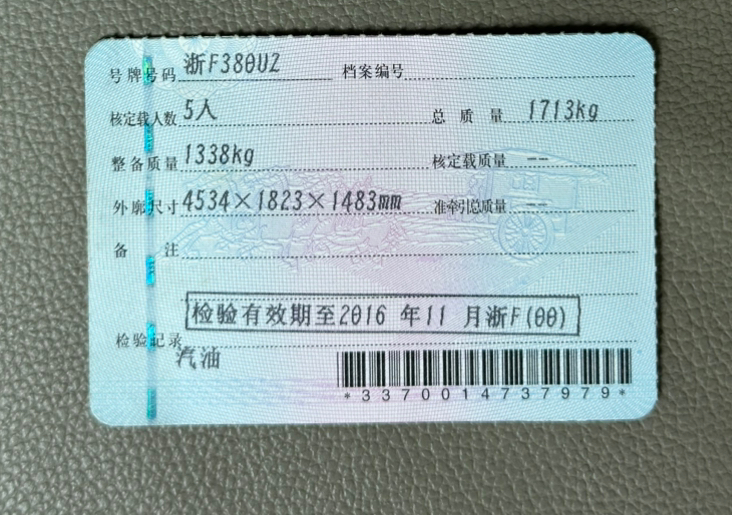 号牌号码 浙F380U2 档案编号
核定载人数 5人 总质量 1713kg
整备质量 1338kg 核定载质量 --
外廓尺寸 4534×1823×1483mm 准牵引总质量 --
备注
检验有效期至2016 年11 月浙F(00)
检验记录
汽油
*3370014737979*